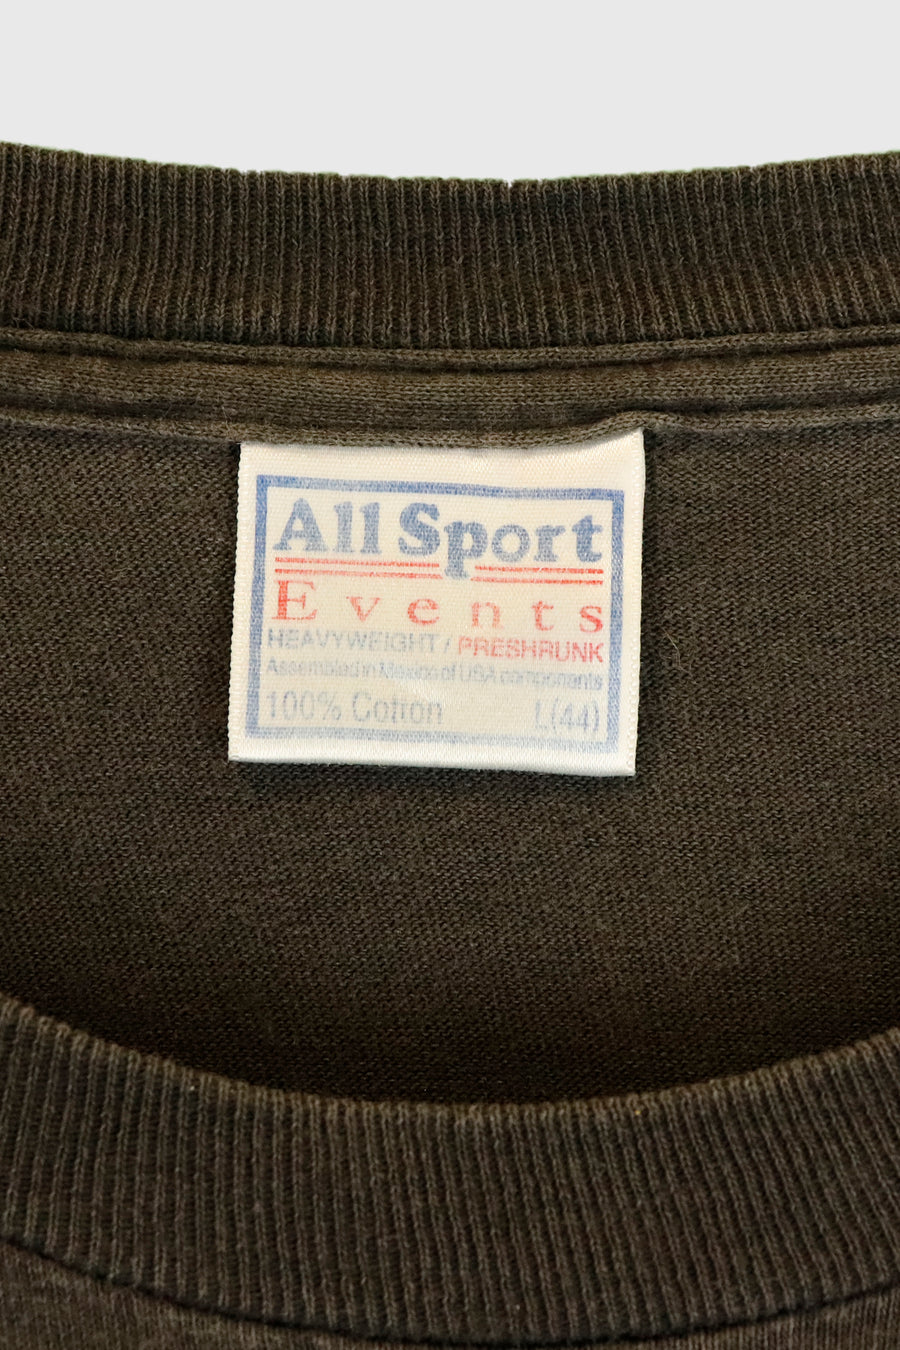 All Sport
Events
HEAVYWEIGHT / PRESHRUNK
Assembled in Mexico of USA components
100% Cotton L(44)